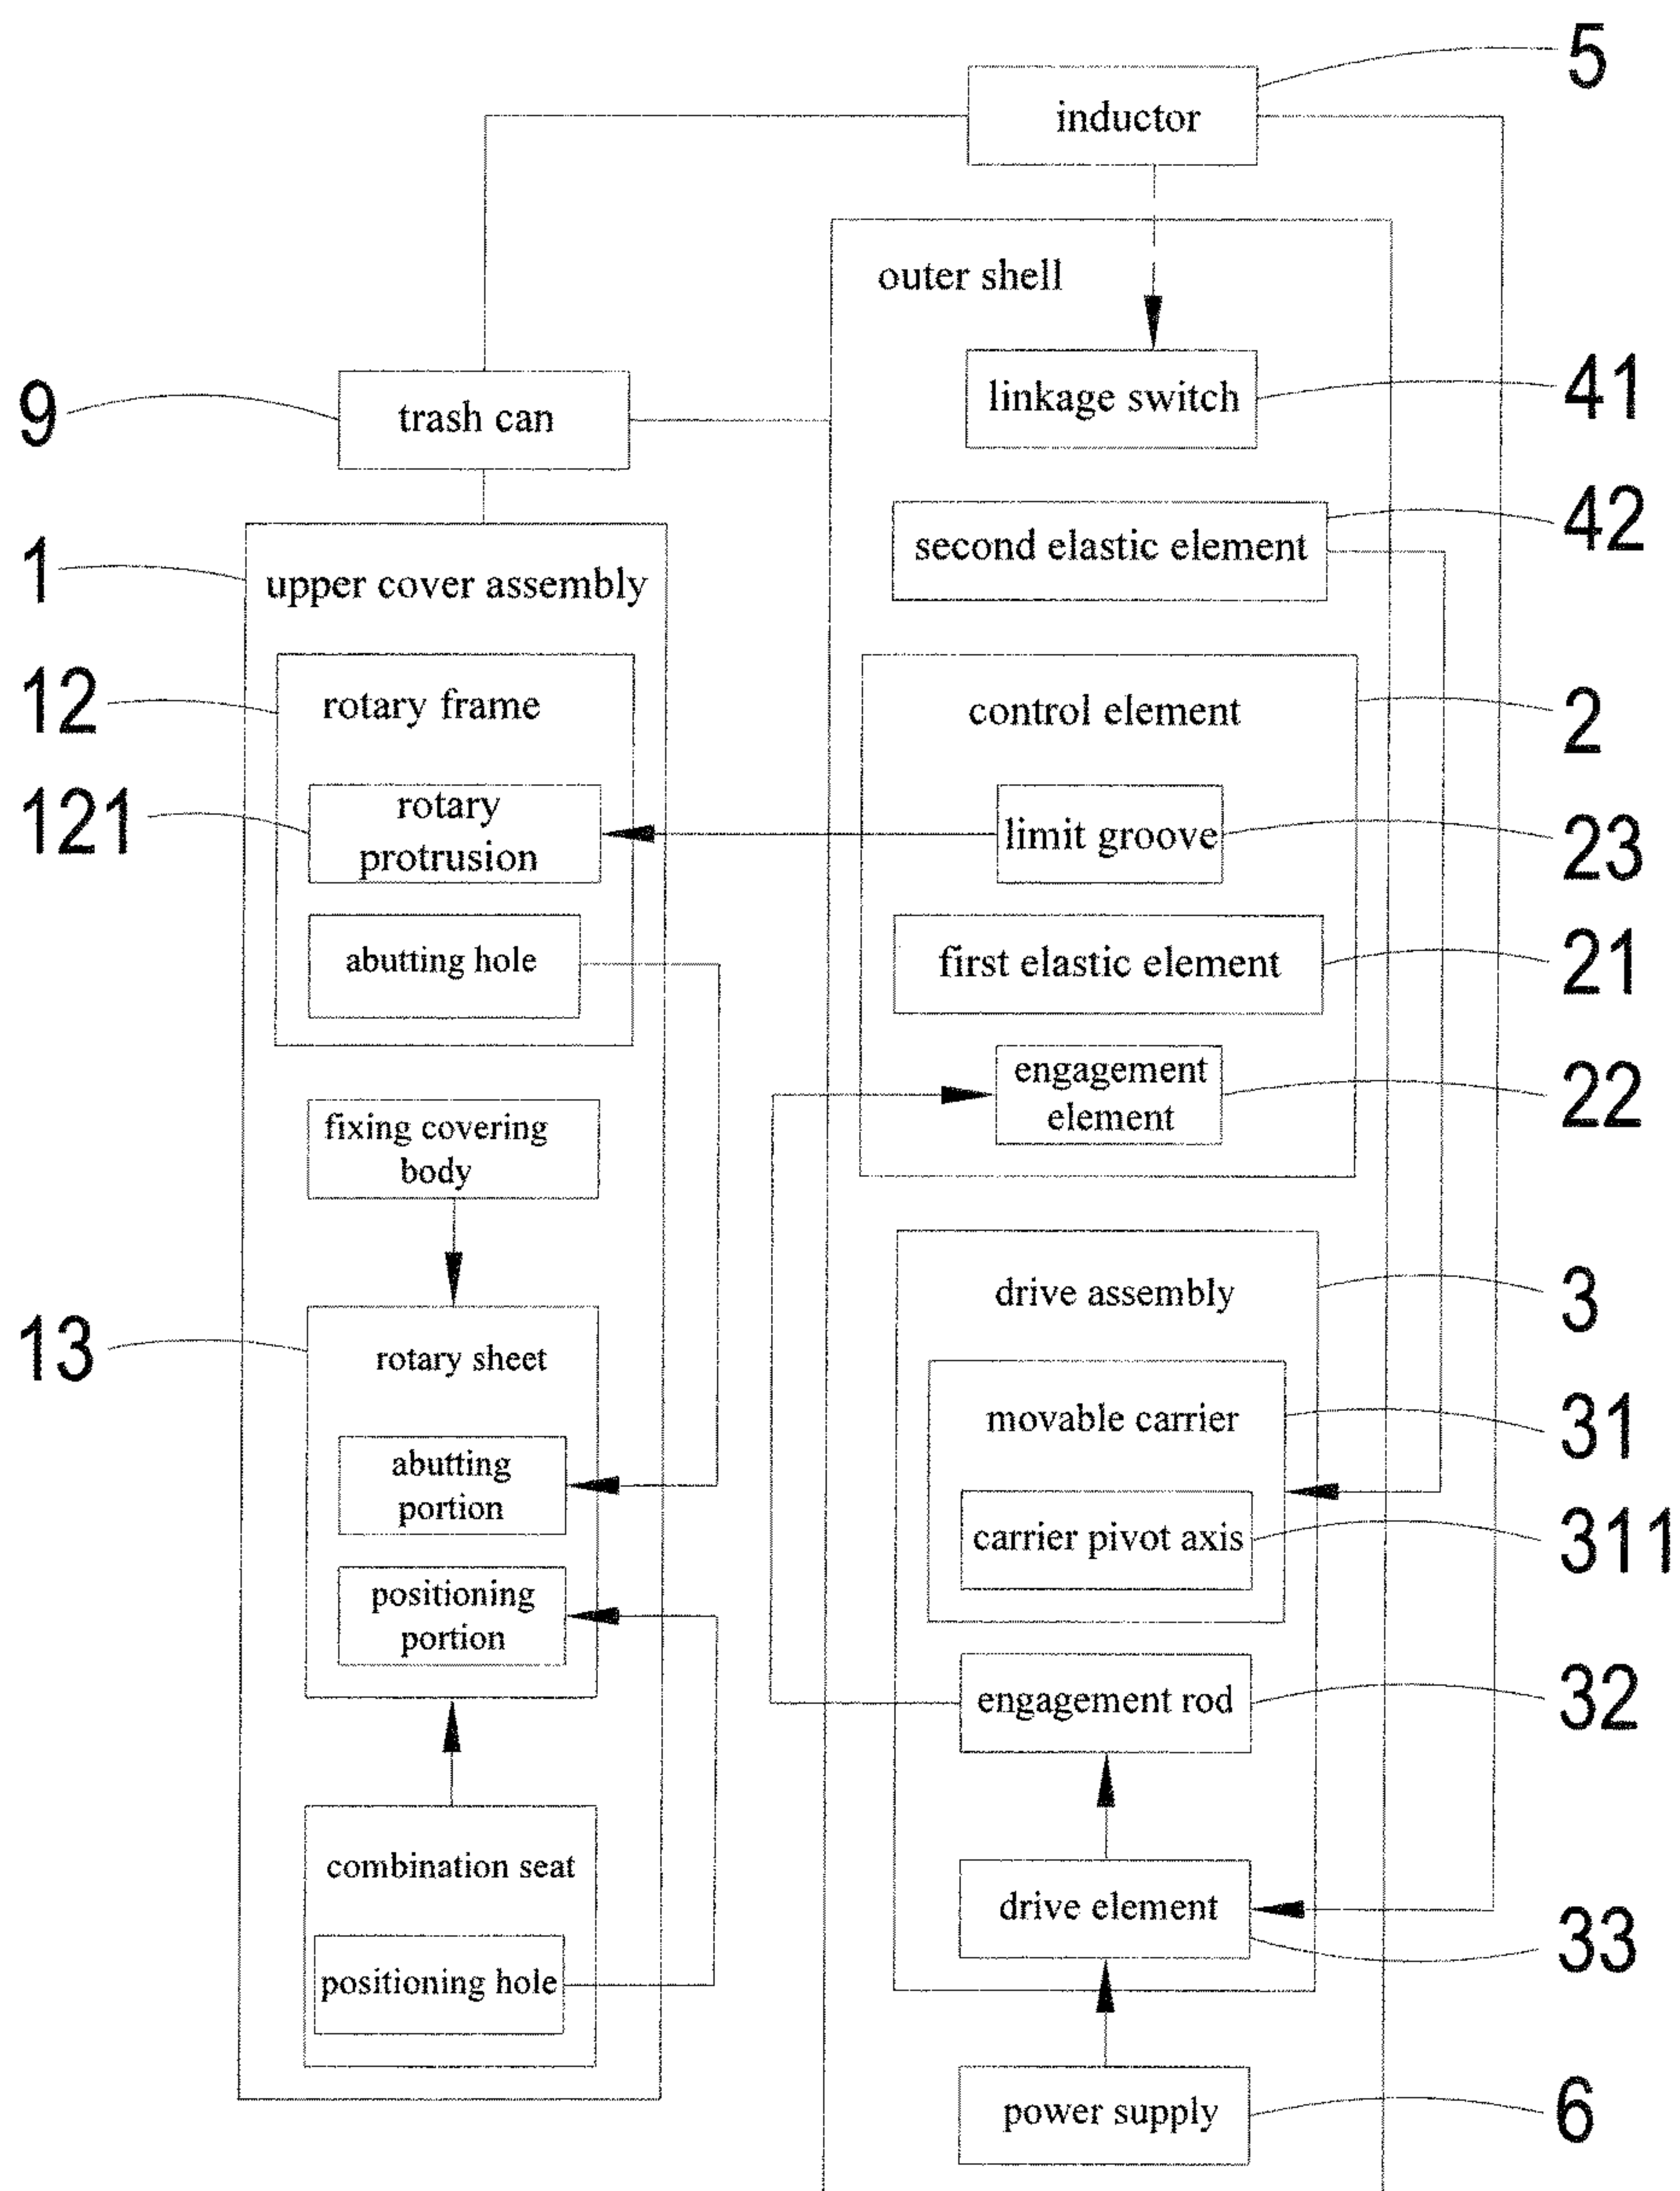 5
inductor
outer shell
linkage switch
41
9
trash can
second elastic element
42
1
upper cover assembly
12
rotary frame
control element
2
121
rotary
protrusion
limit groove
23
abutting hole
first elastic element
21
engagement
element
22
fixing covering
body
drive assembly
3
13
rotary sheet
movable carrier
31
abutting
portion
carrier pivot axis
311
positioning
portion
engagement rod
32
combination seat
drive element
33
positioning hole
power supply
6